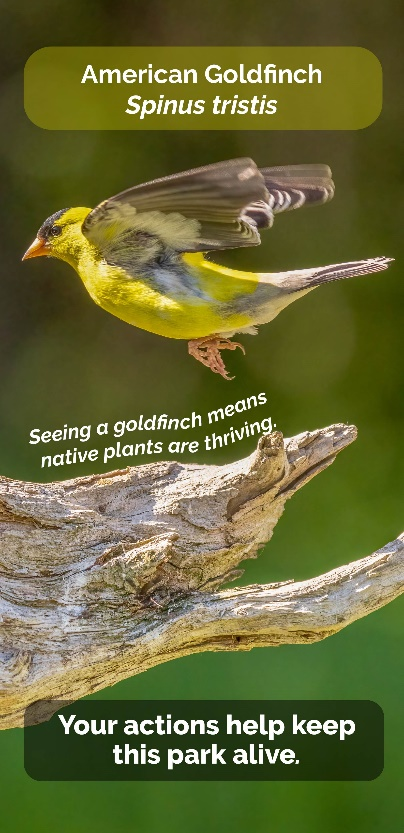 American Goldfinch
Spinus tristis
Seeing a goldfinch means
native plants are thriving.
Your actions help keep
this park alive.